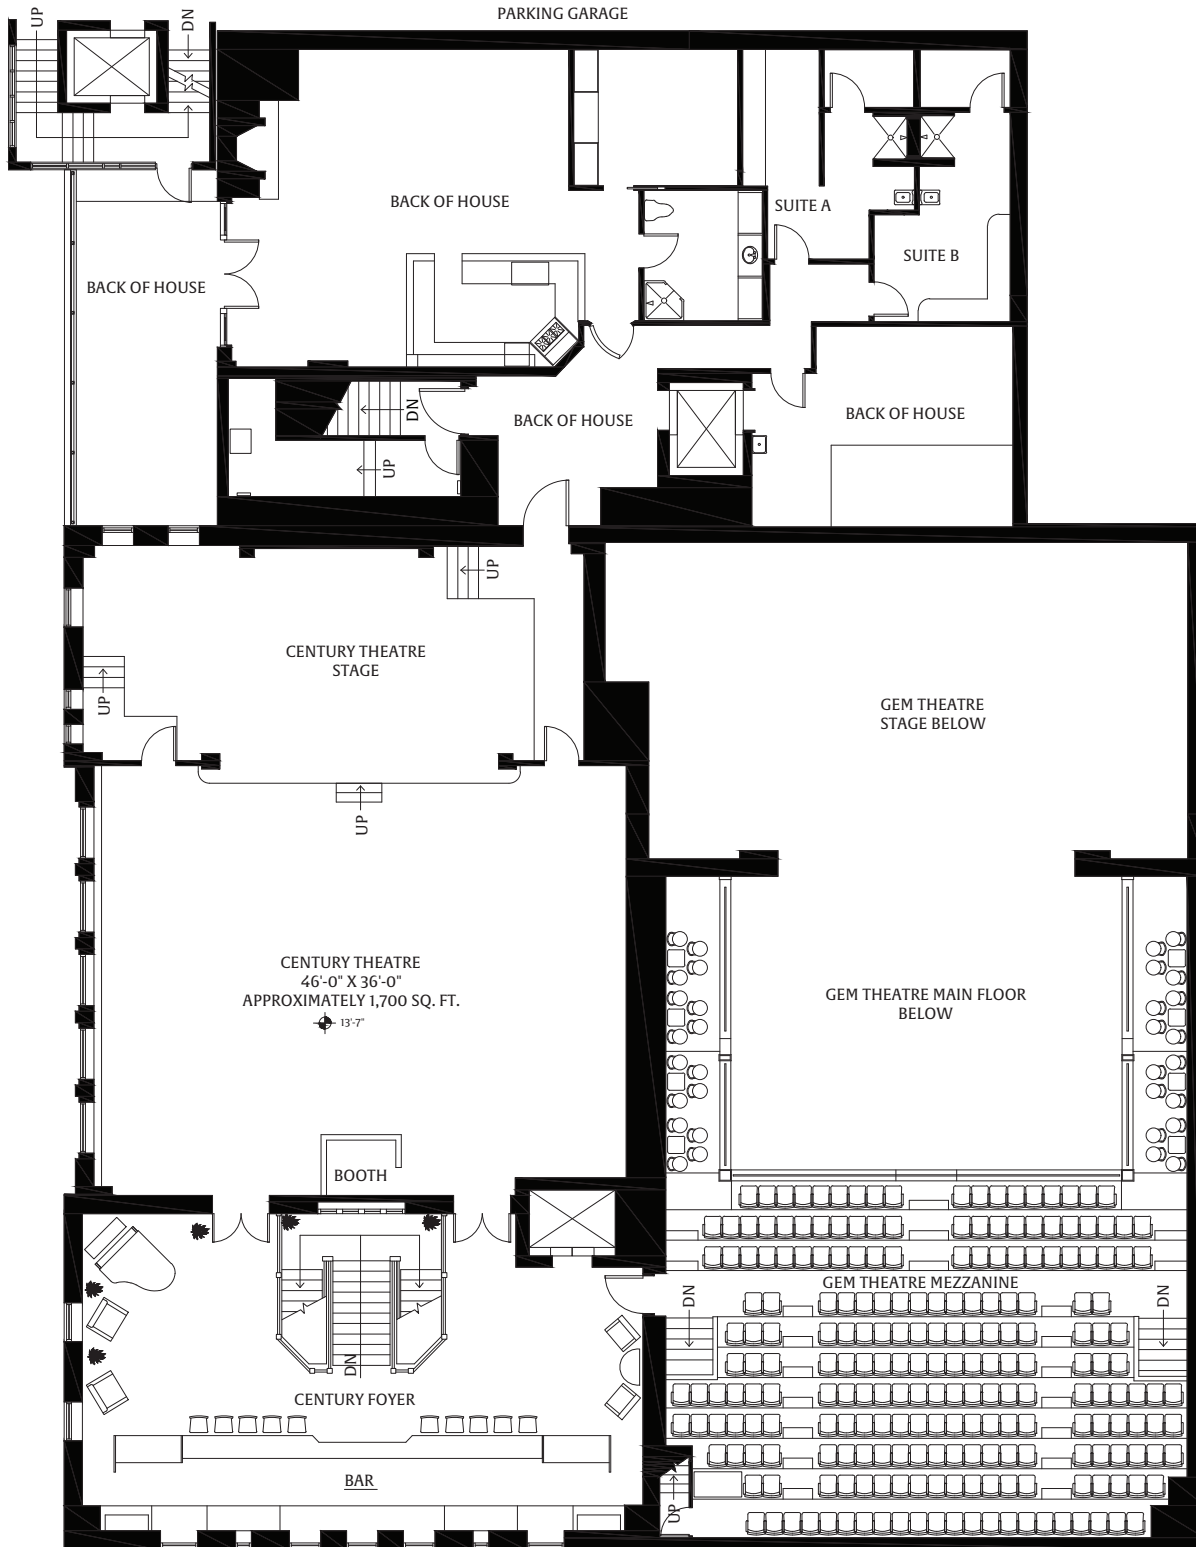 PARKING GARAGE
UP
DN
BACK OF HOUSE
SUITE A
SUITE B
BACK OF HOUSE
DN
BACK OF HOUSE
BACK OF HOUSE
UP
UP
CENTURY THEATRE
STAGE
UP
GEM THEATRE
STAGE BELOW
UP
CENTURY THEATRE
46'-0" X 36'-0"
APPROXIMATELY 1,700 SQ. FT.
13'-7"
GEM THEATRE MAIN FLOOR
BELOW
BOOTH
GEM THEATRE MEZZANINE
DN
DN
DN
CENTURY FOYER
BAR
UP